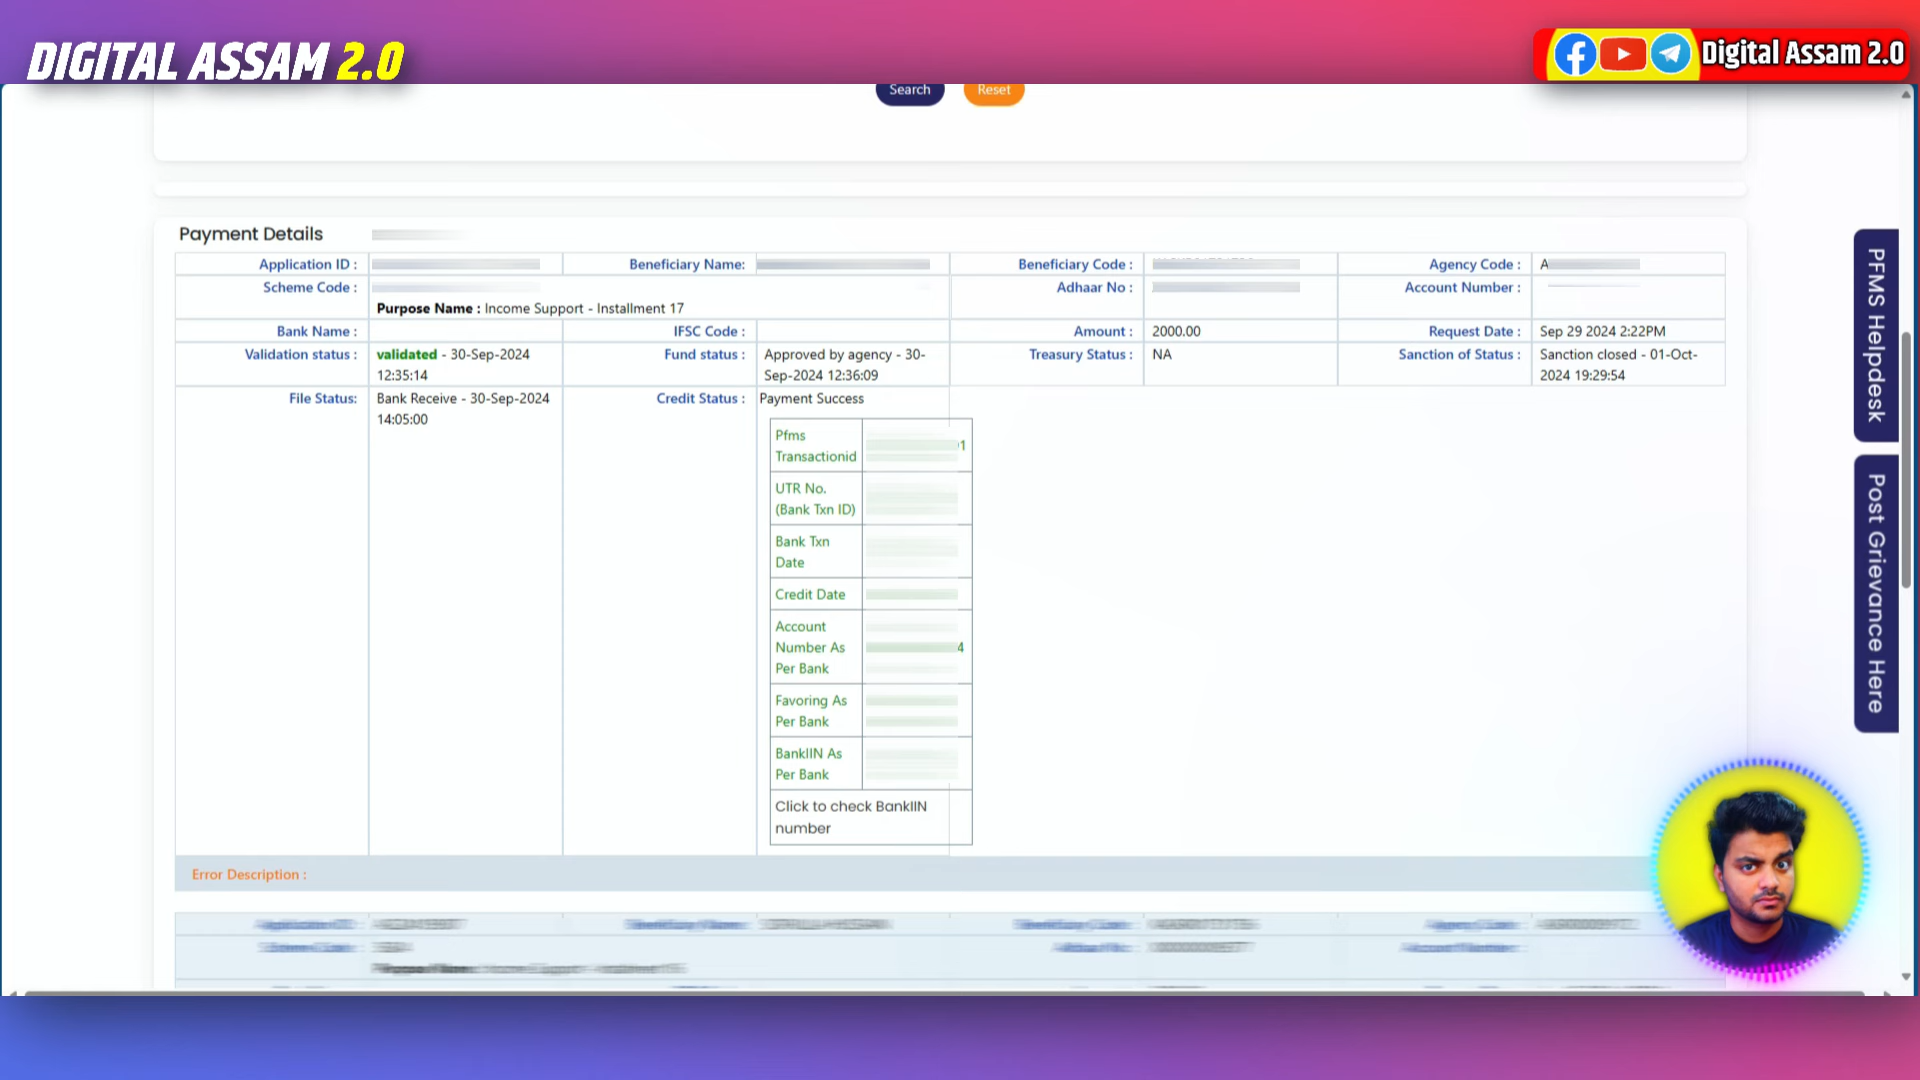 DIGITAL ASSAM 2.0
Digital Assam 2.0
Search Reset
Payment Details
Application ID : Beneficiary Name: Beneficiary Code : Agency Code : A
Scheme Code : Adhaar No : Account Number :
Purpose Name : Income Support - Installment 17
Bank Name : IFSC Code : Amount : 2000.00 Request Date : Sep 29 2024 2:22PM
Validation status : validated - 30-Sep-2024 Fund status : Approved by agency - 30- Treasury Status : NA Sanction of Status : Sanction closed - 01-Oct-
12:35:14 Sep-2024 12:36:09 2024 19:29:54
File Status: Bank Receive - 30-Sep-2024 Credit Status : Payment Success
14:05:00
Pfms
Transactionid 1
UTR No.
(Bank Txn ID)
Bank Txn
Date
Credit Date
Account
Number As 4
Per Bank
Favoring As
Per Bank
BankIIN As
Per Bank
Click to check BankIIN
number
Error Description :
PFMS Helpdesk
Post Grievance Here